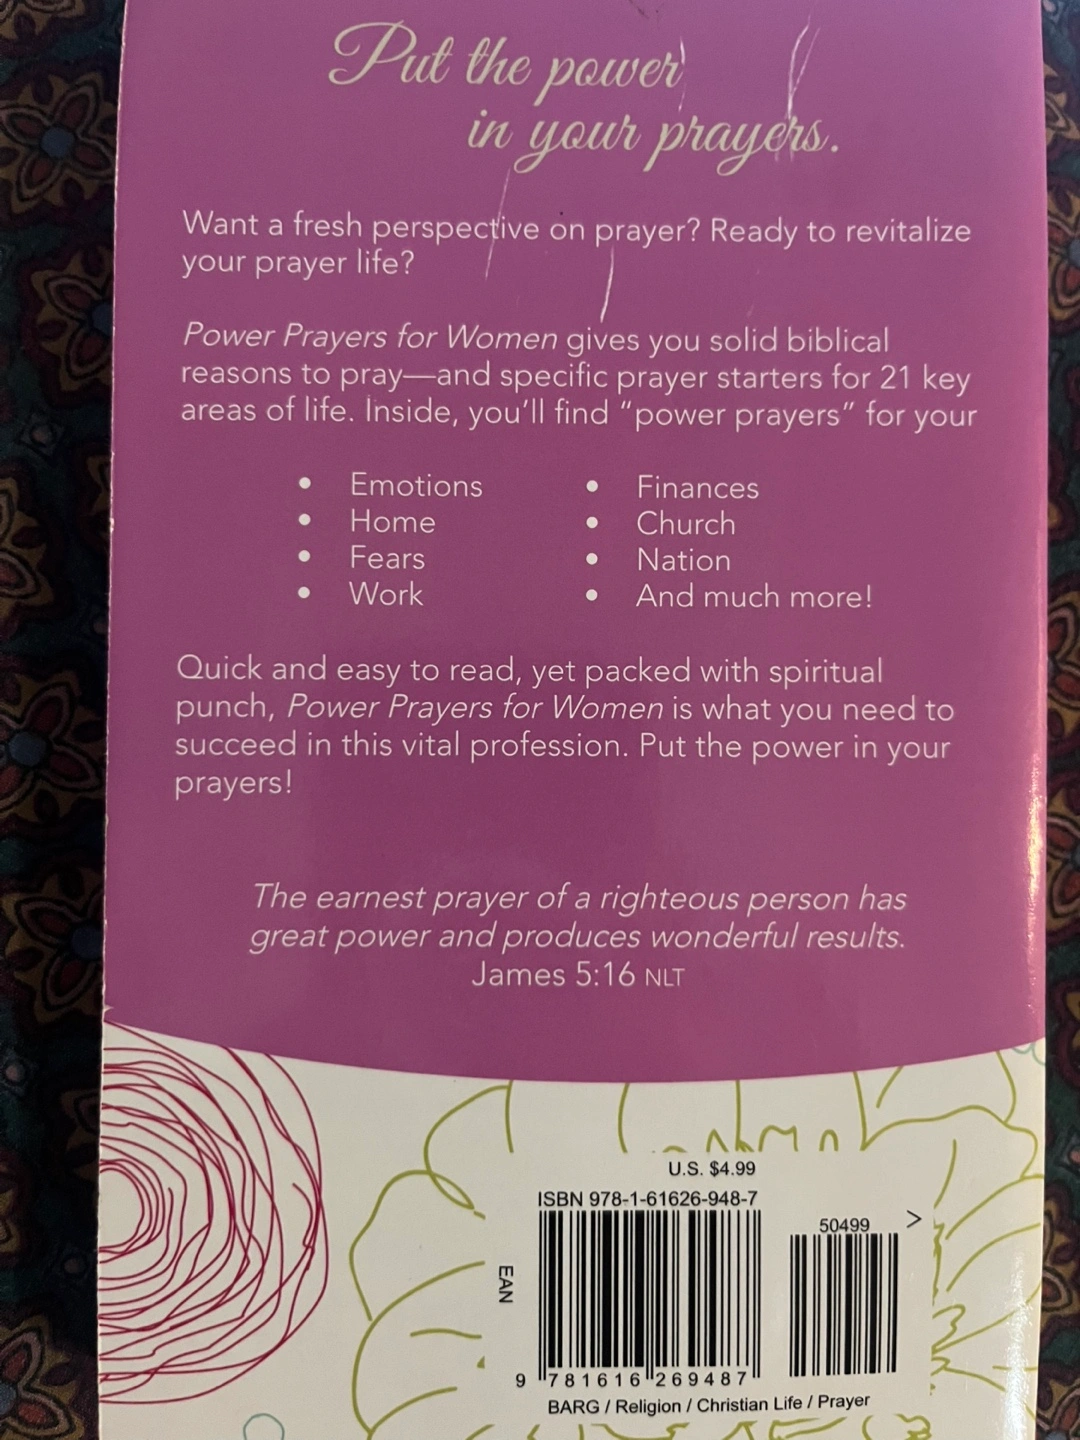 Put the power
in your prayers.
Want a fresh perspective on prayer? Ready to revitalize
your prayer life?
Power Prayers for Women gives you solid biblical
reasons to pray—and specific prayer starters for 21 key
areas of life. Inside, you'll find "power prayers" for your
• Emotions
• Home
• Fears
• Work
• Finances
• Church
• Nation
• And much more!
Quick and easy to read, yet packed with spiritual
punch, Power Prayers for Women is what you need to
succeed in this vital profession. Put the power in your
prayers!
The earnest prayer of a righteous person has
great power and produces wonderful results.
James 5:16 NLT
U.S. $4.99
ISBN 978-1-61626-948-7
50499 >
EAN
9 781616 269487
BARG / Religion / Christian Life / Prayer